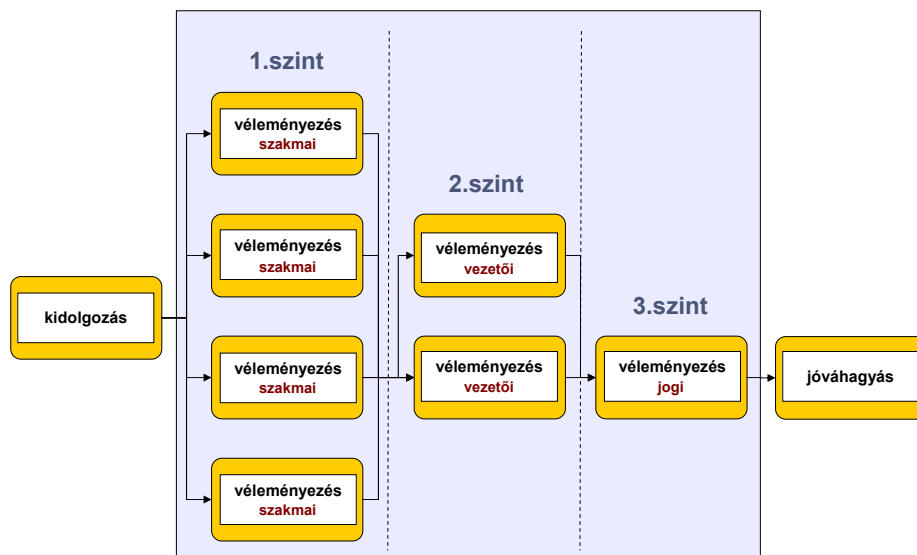 1.szint
véleményezés
szakmai
véleményezés
szakmai
véleményezés
szakmai
véleményezés
szakmai
kidolgozás
2.szint
véleményezés
vezetői
véleményezés
vezetői
3.szint
véleményezés
jogi
jóváhagyás